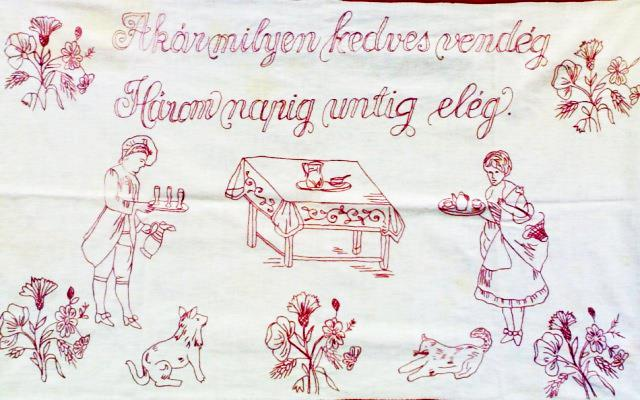 Akármilyen kedves vendég
Három napig untig elég.